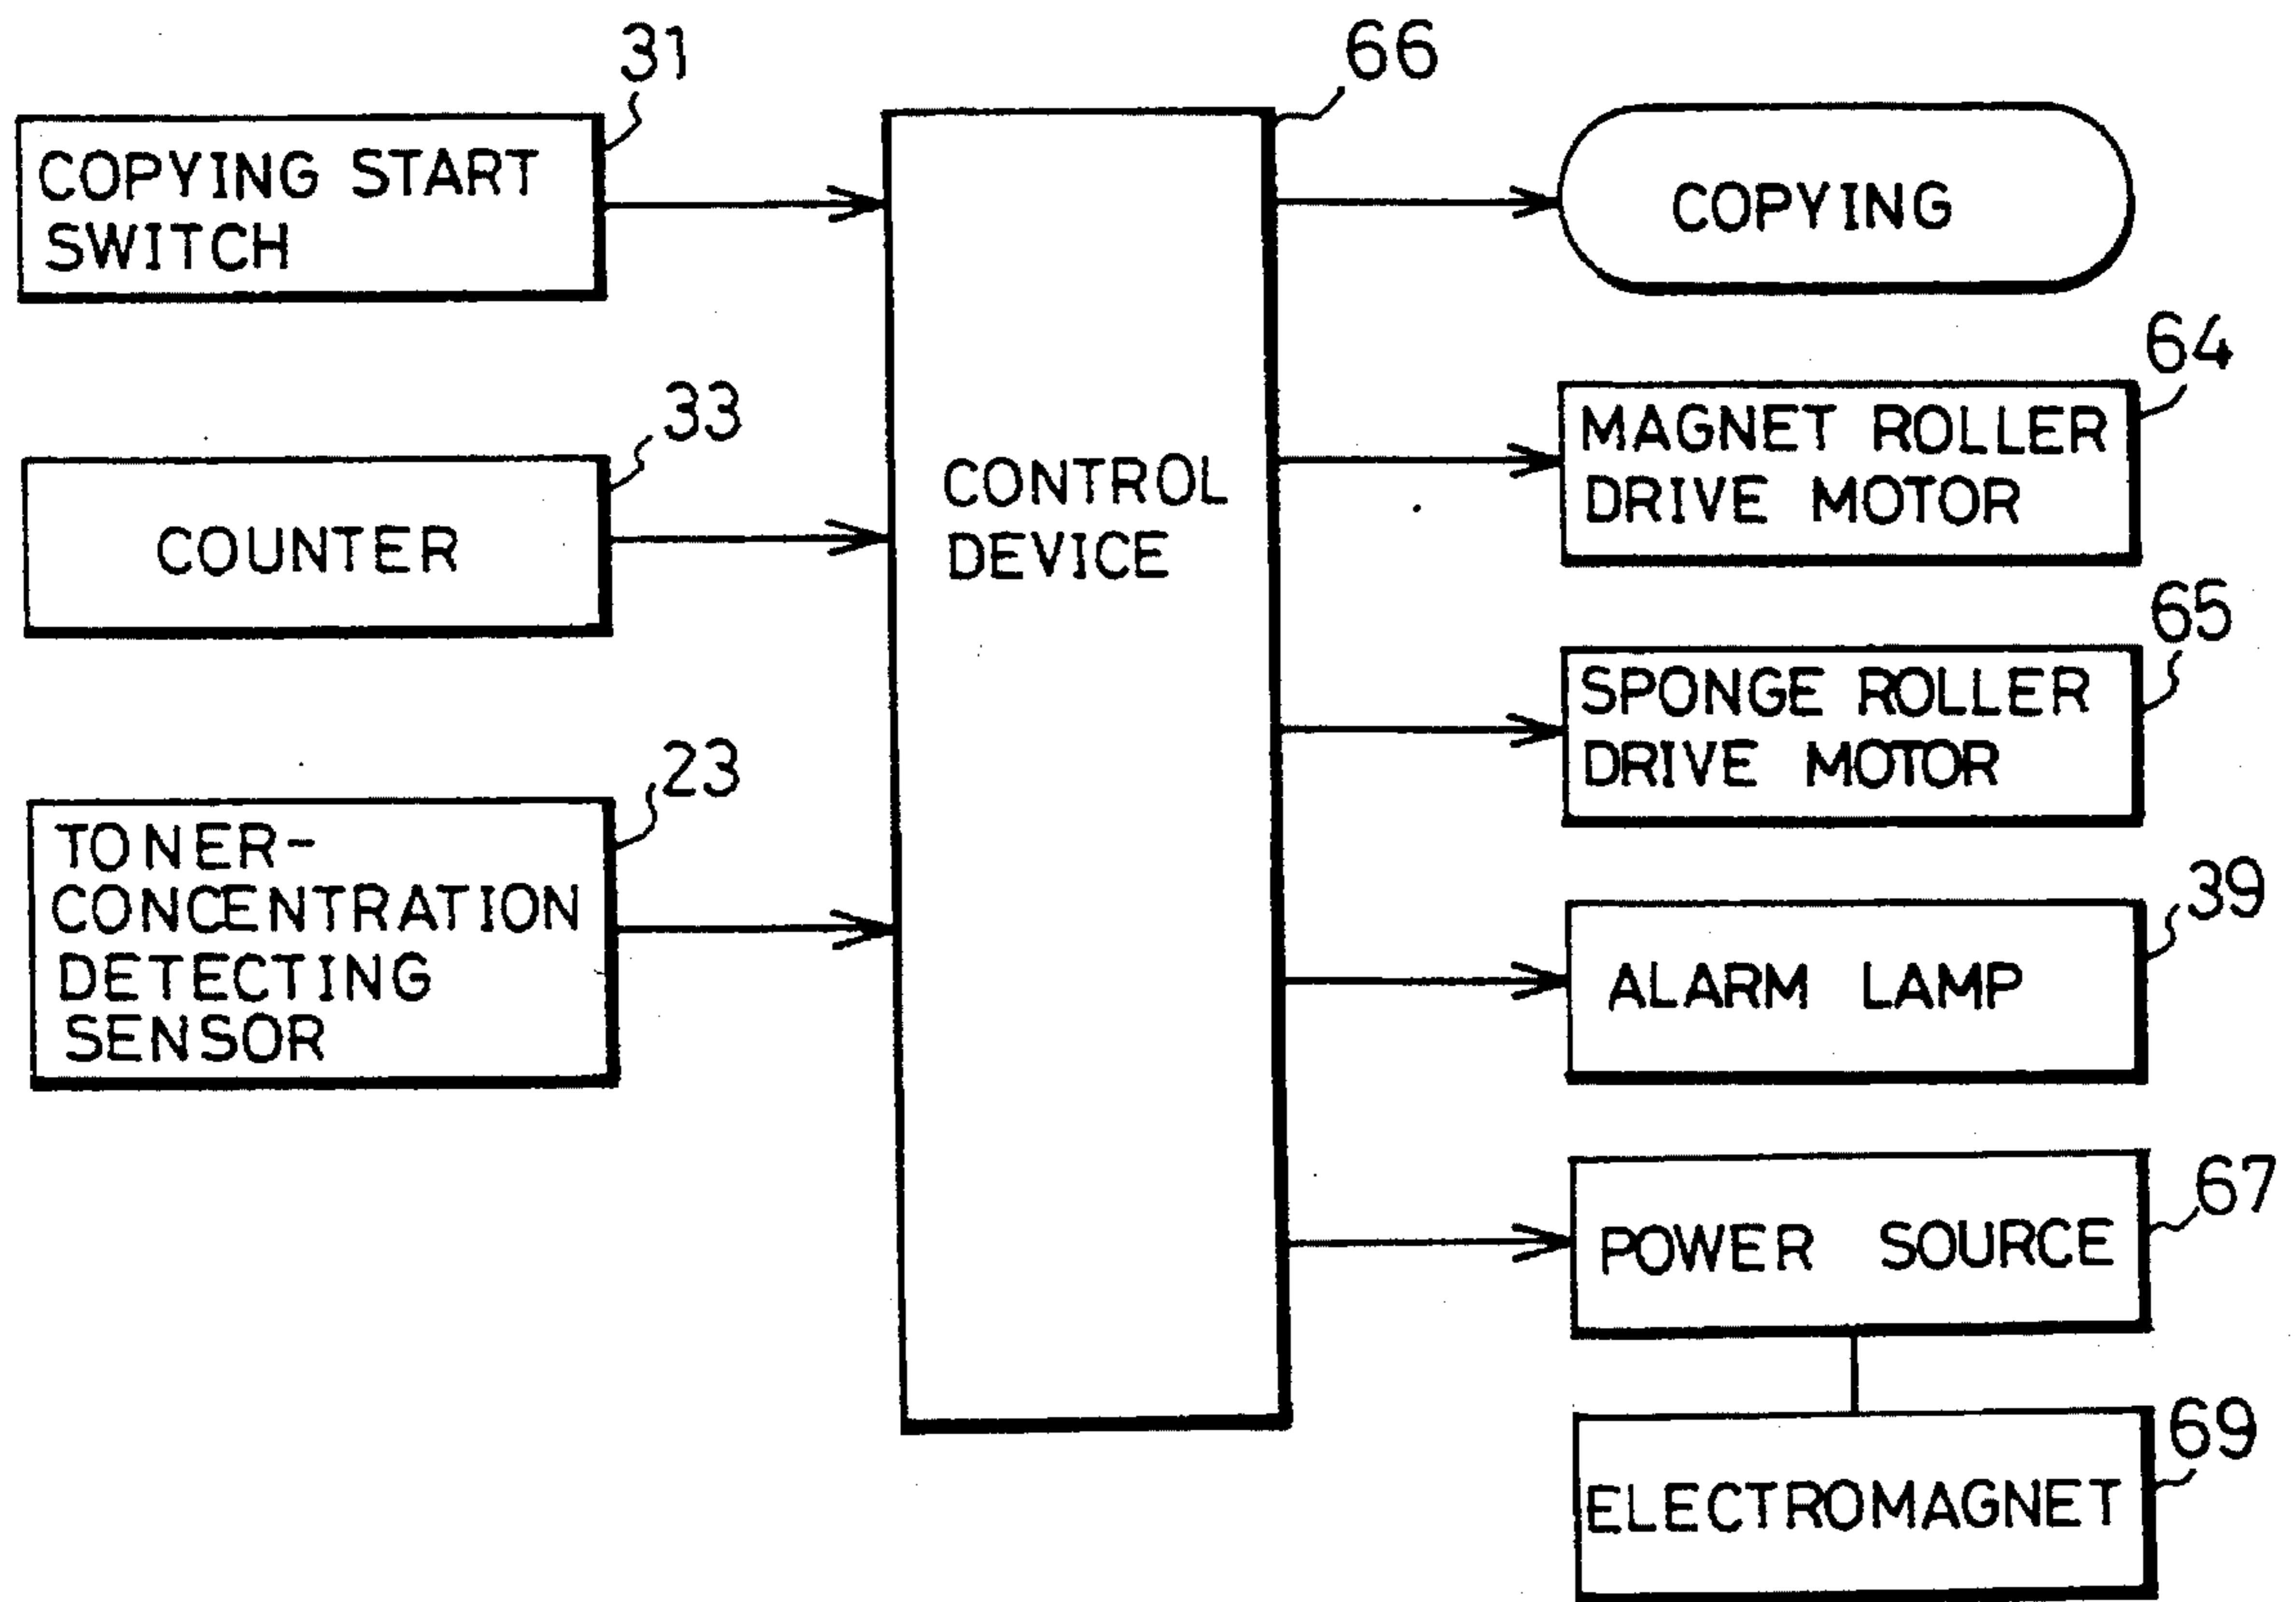 31
COPYING START
SWITCH
33
COUNTER
23
TONER-
CONCENTRATION
DETECTING
SENSOR
66
CONTROL
DEVICE
COPYING
64
MAGNET ROLLER
DRIVE MOTOR
65
SPONGE ROLLER
DRIVE MOTOR
39
ALARM LAMP
67
POWER SOURCE
69
ELECTROMAGNET